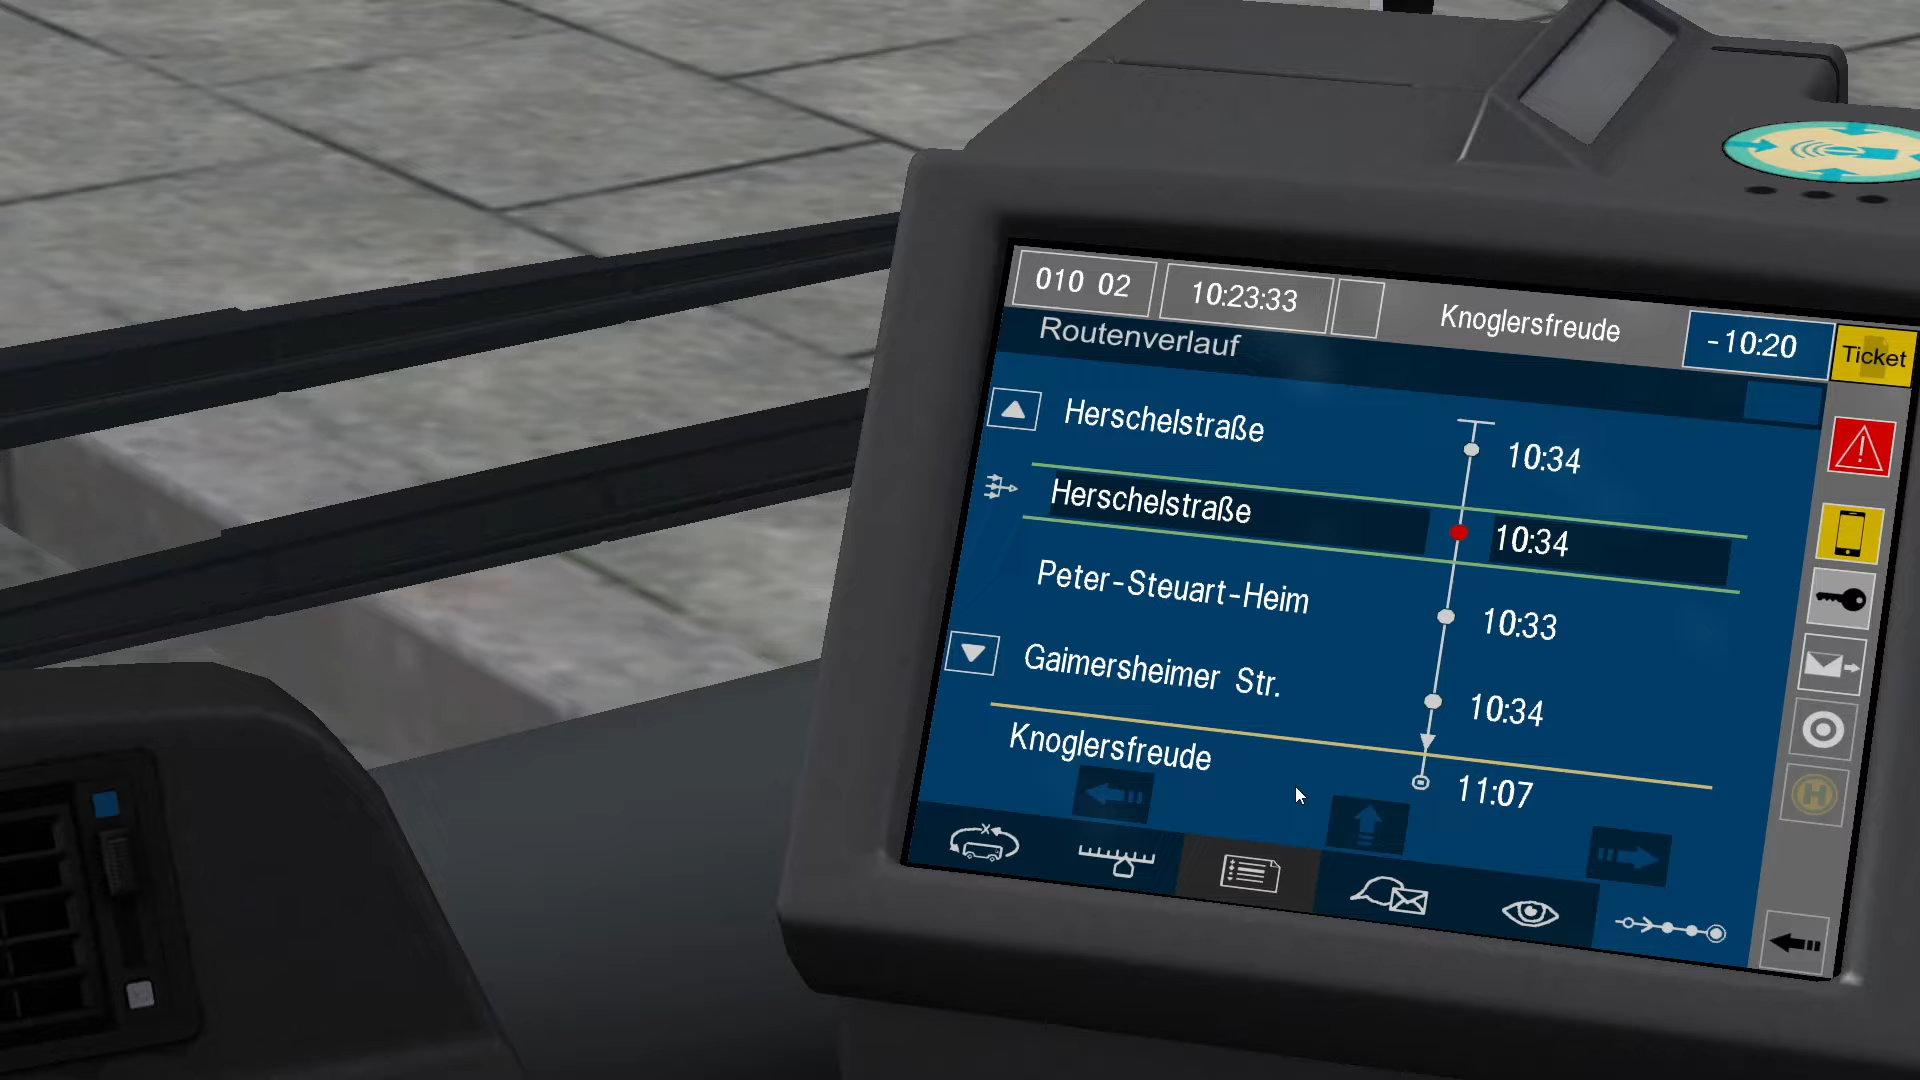 010 02
10:23:33
Knoglersfreude
-10:20
Ticket
Routenverlauf
Herschelstraße 10:34
Herschelstraße 10:34
Peter-Steuart-Heim 10:33
Gaimersheimer Str. 10:34
Knoglersfreude 11:07
H